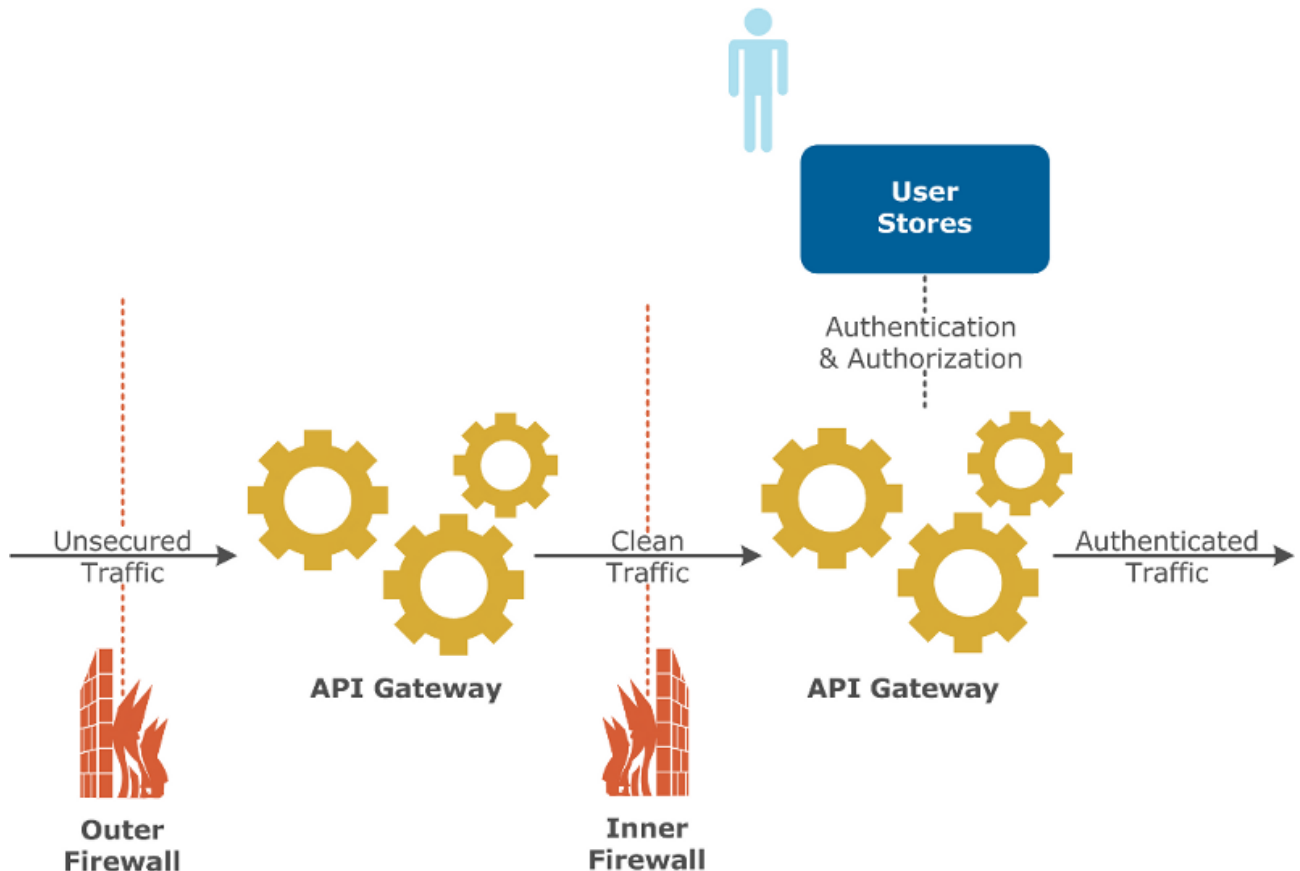 User
Stores
Authentication
& Authorization
Unsecured
Traffic
Clean
Traffic
Authenticated
Traffic
API Gateway
API Gateway
Outer
Firewall
Inner
Firewall